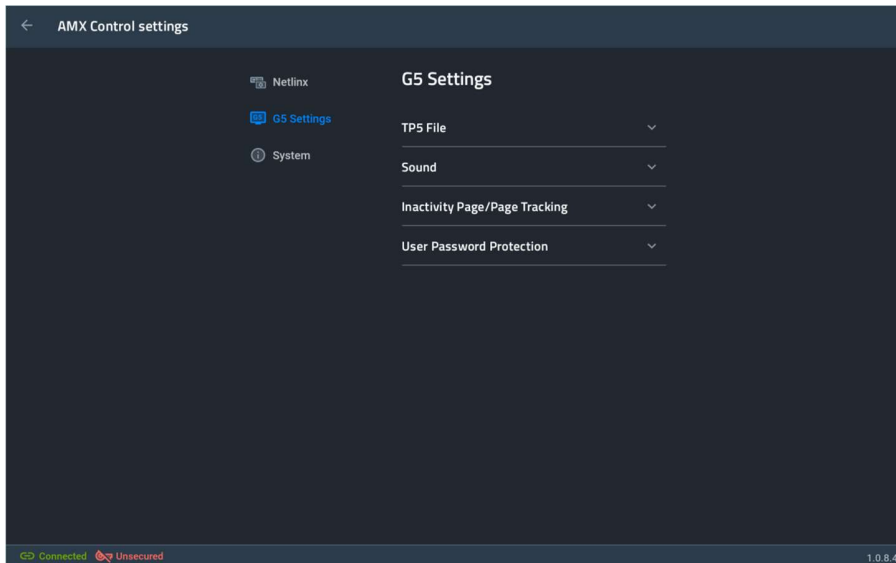 AMX Control settings
Netlinx
G5 Settings
System
G5 Settings
TP5 File
Sound
Inactivity Page/Page Tracking
User Password Protection
Connected
Unsecured
1.0.8.4